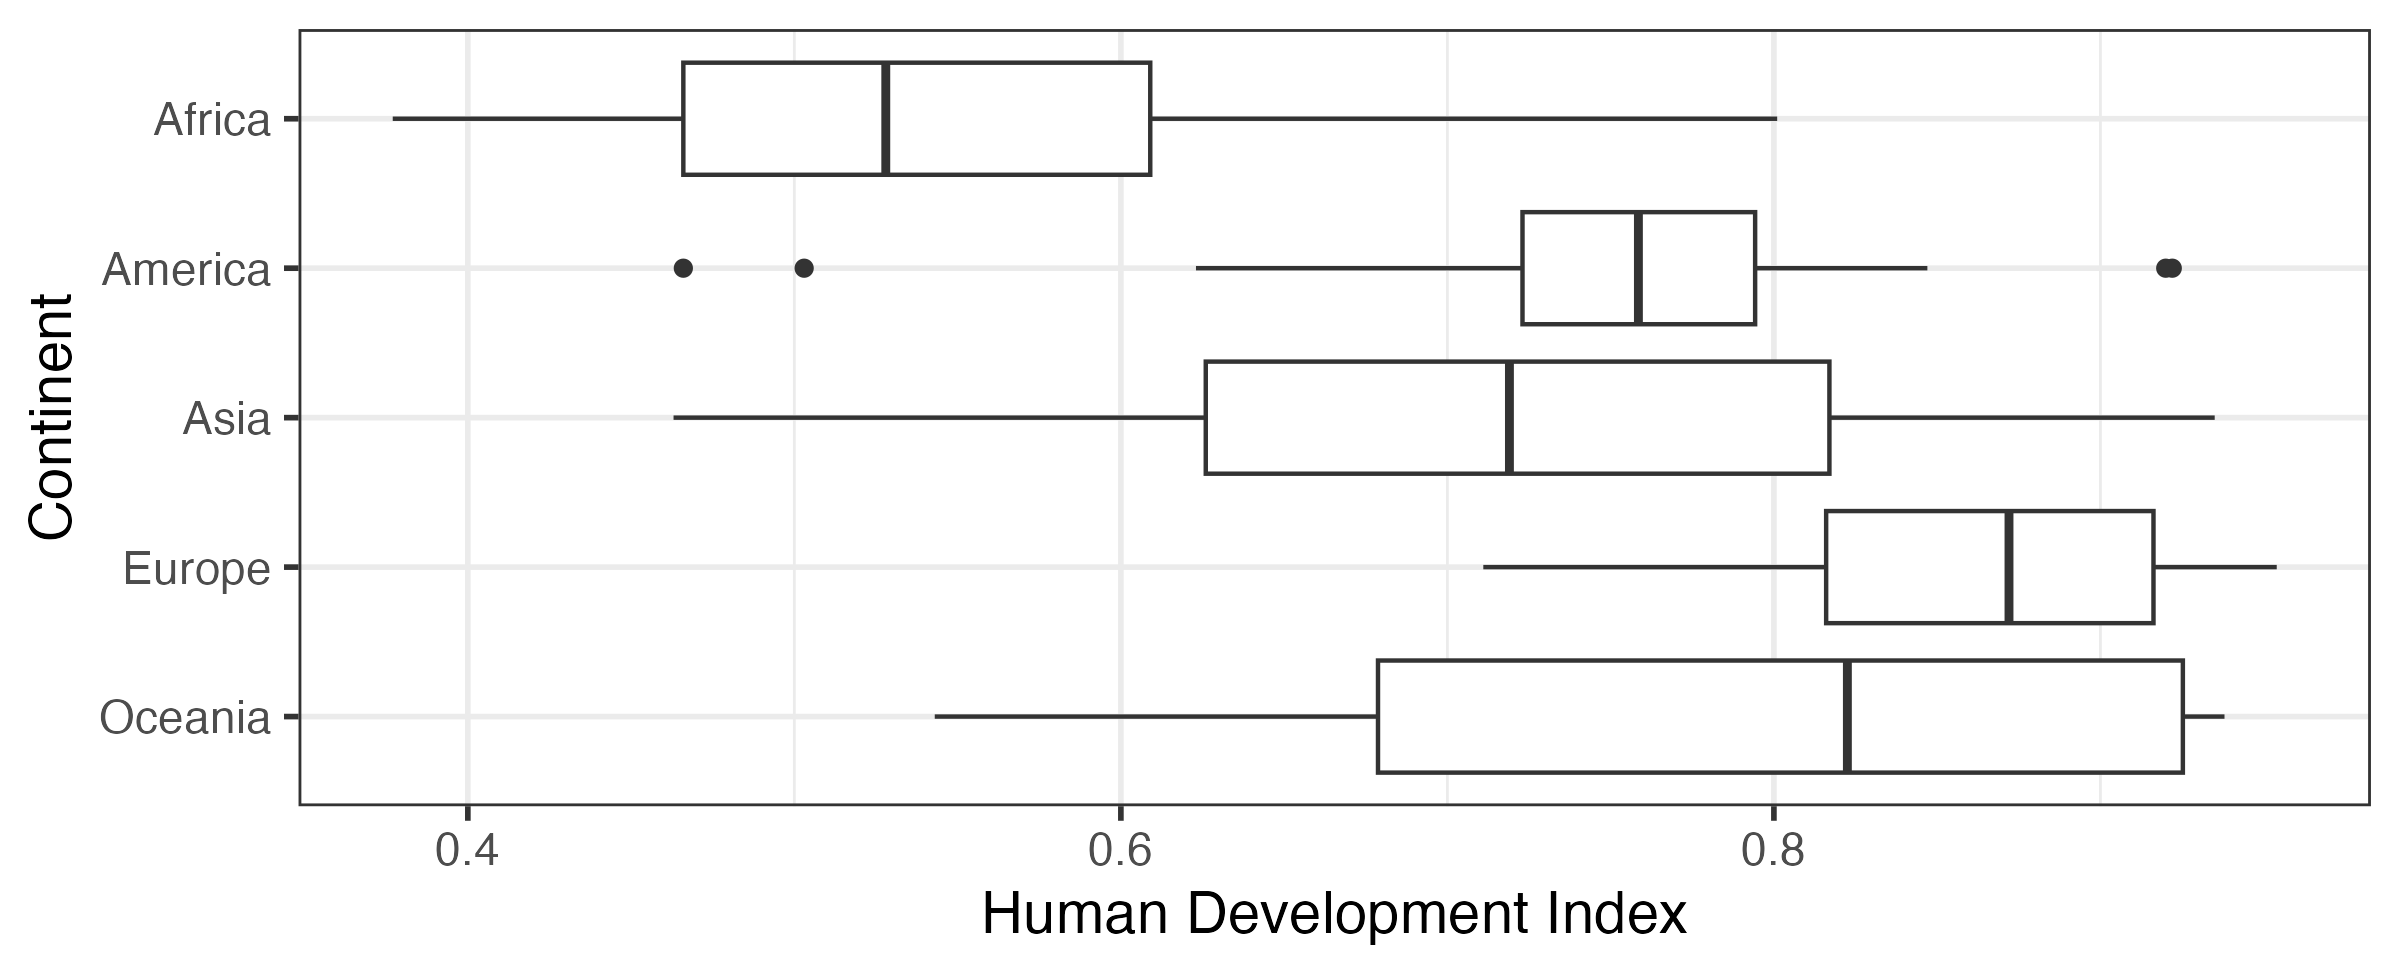 Continent
Africa
America
Asia
Europe
Oceania
0.4 0.6 0.8
Human Development Index